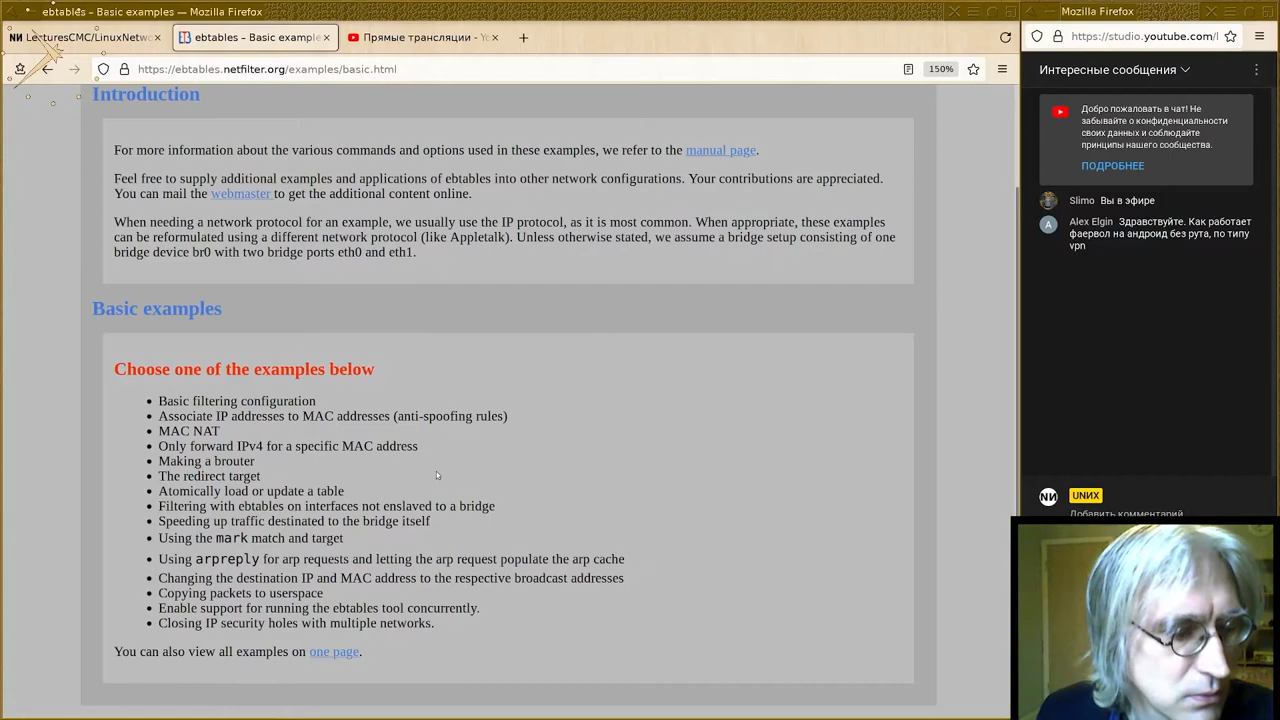 ebtables – Basic examples — Mozilla Firefox
Mozilla Firefox
LecturesCMC/LinuxNetw
ebtables – Basic example
Прямые трансляции - Yo
https://ebtables.netfilter.org/examples/basic.html
150%
https://studio.youtube.com/l
Introduction
For more information about the various commands and options used in these examples, we refer to the manual page.
Feel free to supply additional examples and application of ebtables into other network configurations. Your contributions are appreciated.
You can mail the webmaster to get the additional content online.
When needing a network protocol for an example, we usually use the IP protocol, as it is most common. When appropriate, these examples
can be reformulated using a different network protocol (like Appletalk). Unless otherwise stated, we assume a bridge setup consisting of one
bridge device br0 with two bridge ports eth0 and eth1.
Basic examples
Choose one of the examples below
Basic filtering configuration
Associate IP addresses to MAC addresses (anti-spoofing rules)
MAC NAT
Only forward IPv4 for a specific MAC address
Making a brouter
The redirect target
Atomically load or update a table
Filtering with ebtables on interfaces not enslaved to a bridge
Speeding up traffic destinated to the bridge itself
Using the mark match and target
Using arpreply for arp requests and letting the arp request populate the arp cache
Changing the destination IP and MAC address to the respective broadcast addresses
Copying packets to userspace
Enable support for running the ebtables tool concurrently.
Closing IP security holes with multiple networks.
You can also view all examples on one page.
Интересные сообщения
Добро пожаловать в чат! Не
забывайте о конфиденциальности
своих данных и соблюдайте
принципы нашего сообщества.
ПОДРОБНЕЕ
Slimo Вы в эфире
Alex Elgin Здравствуйте. Как работает
фаервол на андроид без рута, по типу
vpn
UNИX
Добавить комментарий